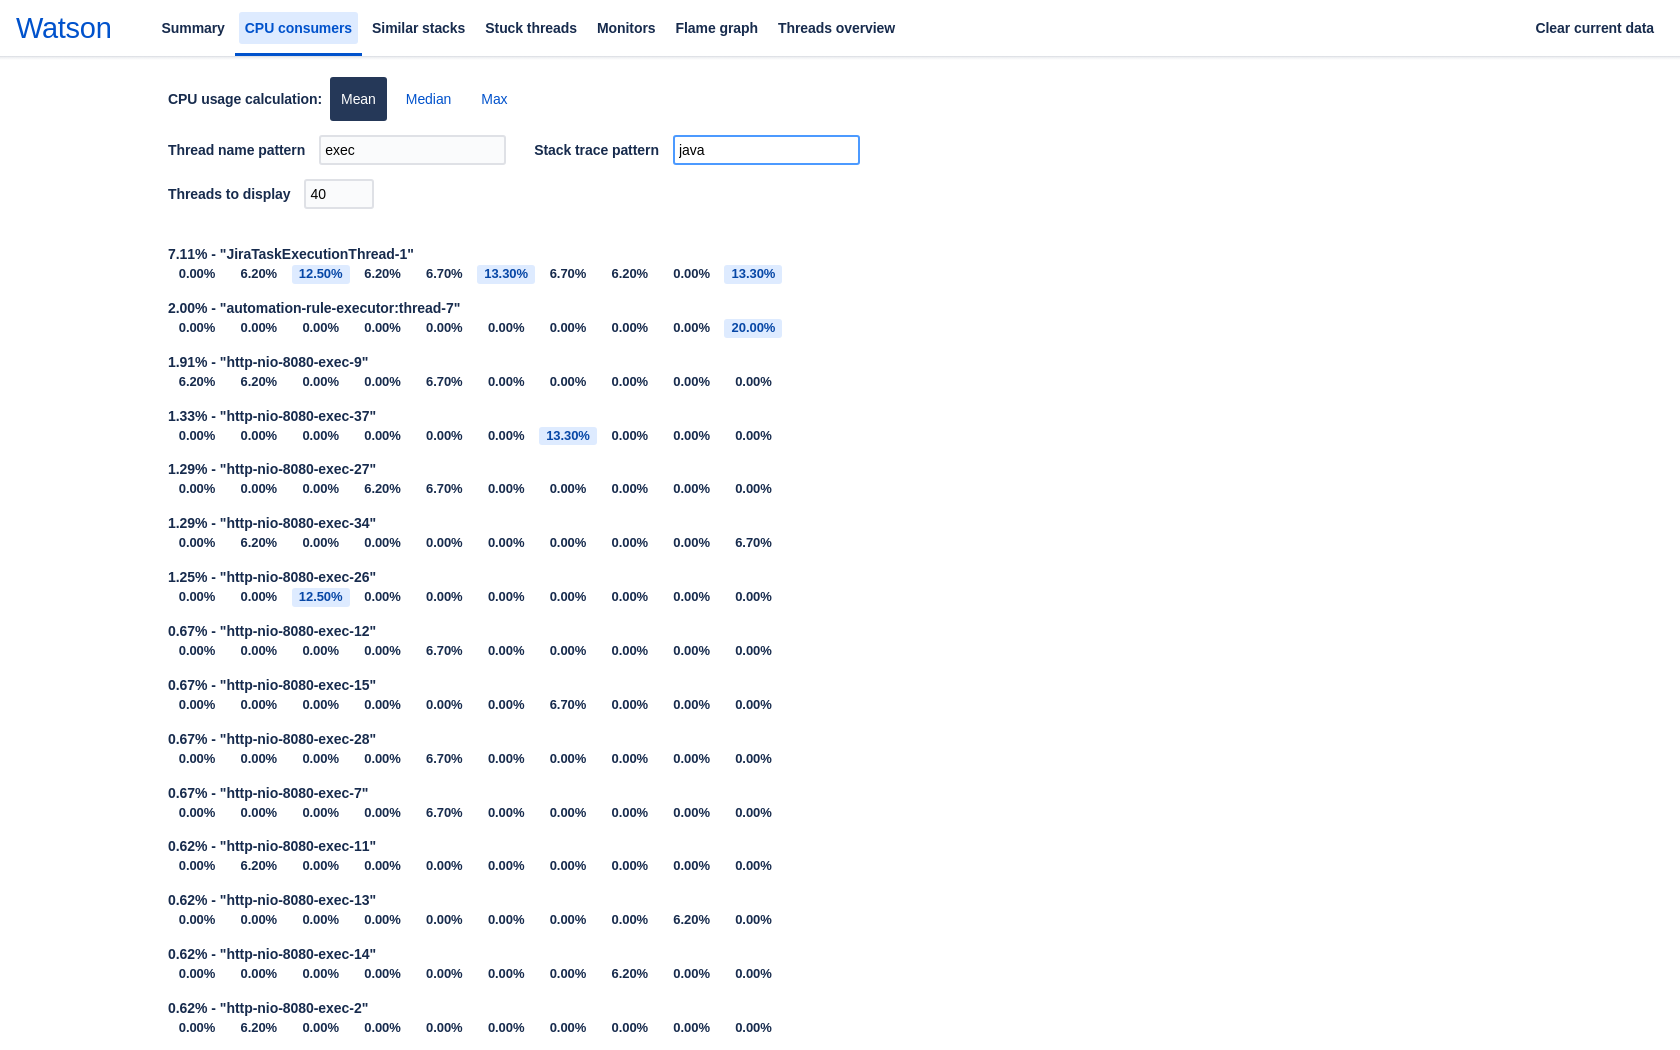 Watson Summary CPU consumers Similar stacks Stuck threads Monitors Flame graph Threads overview Clear current data
CPU usage calculation: Mean Median Max
Thread name pattern exec Stack trace pattern java
Threads to display 40
7.11% - "JiraTaskExecutionThread-1"
0.00% 6.20% 12.50% 6.20% 6.70% 13.30% 6.70% 6.20% 0.00% 13.30%
2.00% - "automation-rule-executor:thread-7"
0.00% 0.00% 0.00% 0.00% 0.00% 0.00% 0.00% 0.00% 0.00% 20.00%
1.91% - "http-nio-8080-exec-9"
6.20% 6.20% 0.00% 0.00% 6.70% 0.00% 0.00% 0.00% 0.00% 0.00%
1.33% - "http-nio-8080-exec-37"
0.00% 0.00% 0.00% 0.00% 0.00% 0.00% 13.30% 0.00% 0.00% 0.00%
1.29% - "http-nio-8080-exec-27"
0.00% 0.00% 0.00% 6.20% 6.70% 0.00% 0.00% 0.00% 0.00% 0.00%
1.29% - "http-nio-8080-exec-34"
0.00% 6.20% 0.00% 0.00% 0.00% 0.00% 0.00% 0.00% 0.00% 6.70%
1.25% - "http-nio-8080-exec-26"
0.00% 0.00% 12.50% 0.00% 0.00% 0.00% 0.00% 0.00% 0.00% 0.00%
0.67% - "http-nio-8080-exec-12"
0.00% 0.00% 0.00% 0.00% 6.70% 0.00% 0.00% 0.00% 0.00% 0.00%
0.67% - "http-nio-8080-exec-15"
0.00% 0.00% 0.00% 0.00% 0.00% 0.00% 6.70% 0.00% 0.00% 0.00%
0.67% - "http-nio-8080-exec-28"
0.00% 0.00% 0.00% 0.00% 6.70% 0.00% 0.00% 0.00% 0.00% 0.00%
0.67% - "http-nio-8080-exec-7"
0.00% 0.00% 0.00% 0.00% 6.70% 0.00% 0.00% 0.00% 0.00% 0.00%
0.62% - "http-nio-8080-exec-11"
0.00% 6.20% 0.00% 0.00% 0.00% 0.00% 0.00% 0.00% 0.00% 0.00%
0.62% - "http-nio-8080-exec-13"
0.00% 0.00% 0.00% 0.00% 0.00% 0.00% 0.00% 0.00% 6.20% 0.00%
0.62% - "http-nio-8080-exec-14"
0.00% 0.00% 0.00% 0.00% 0.00% 0.00% 0.00% 6.20% 0.00% 0.00%
0.62% - "http-nio-8080-exec-2"
0.00% 6.20% 0.00% 0.00% 0.00% 0.00% 0.00% 0.00% 0.00% 0.00%